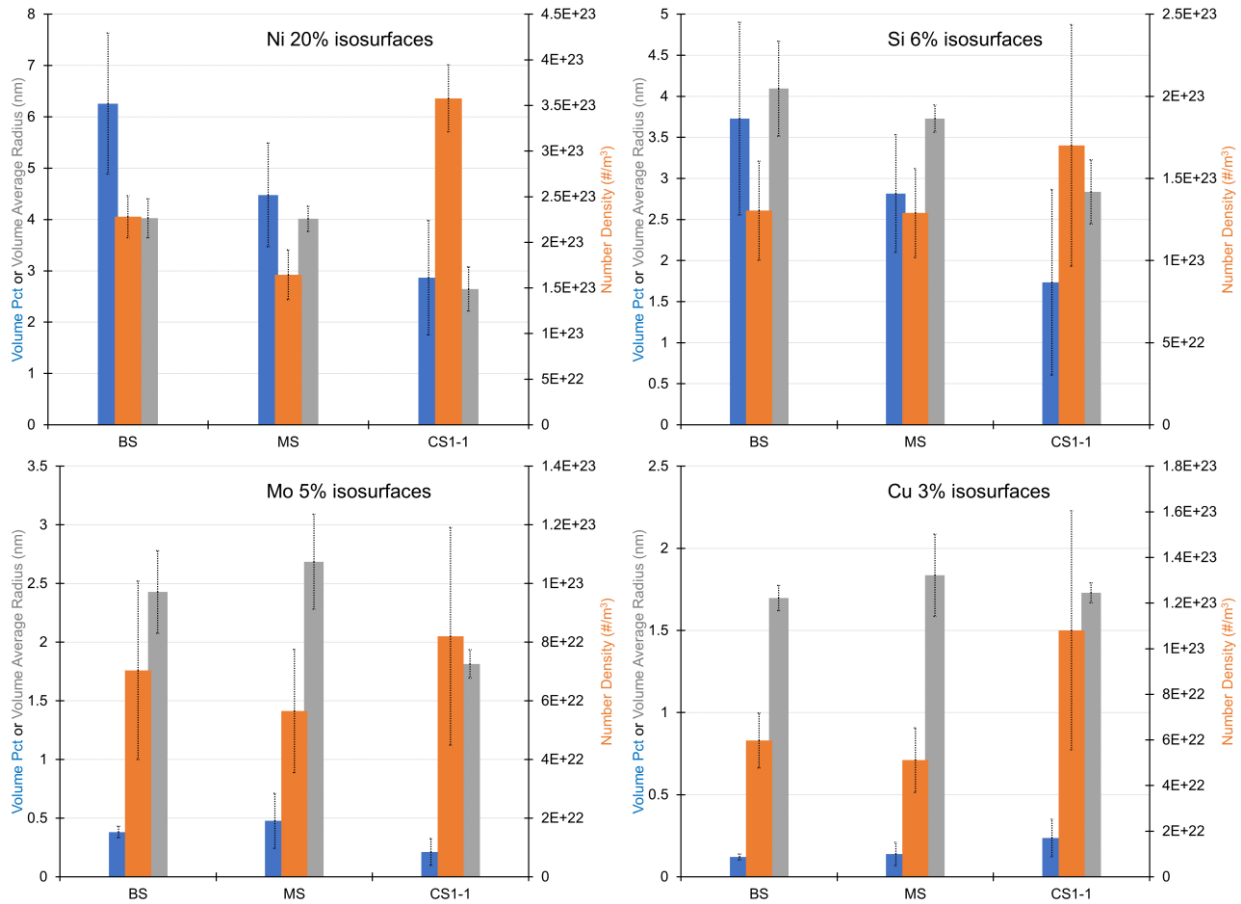 Ni 20% isosurfaces
Volume Pct or Volume Average Radius (nm)
8
7
6
5
4
3
2
1
0
4.5E+23
4E+23
3.5E+23
3E+23
2.5E+23
2E+23
1.5E+23
1E+23
5E+22
0
Number Density (#/m³)
BS MS CS1-1
Si 6% isosurfaces
Volume Pct or Volume Average Radius (nm)
5
4.5
4
3.5
3
2.5
2
1.5
1
0.5
0
2.5E+23
2E+23
1.5E+23
1E+23
5E+22
0
Number Density (#/m³)
BS MS CS1-1
Mo 5% isosurfaces
Volume Pct or Volume Average Radius (nm)
3.5
3
2.5
2
1.5
1
0.5
0
1.4E+23
1.2E+23
1E+23
8E+22
6E+22
4E+22
2E+22
0
Number Density (#/m³)
BS MS CS1-1
Cu 3% isosurfaces
Volume Pct or Volume Average Radius (nm)
2.5
2
1.5
1
0.5
0
1.8E+23
1.6E+23
1.4E+23
1.2E+23
1E+23
8E+22
6E+22
4E+22
2E+22
0
Number Density (#/m³)
BS MS CS1-1